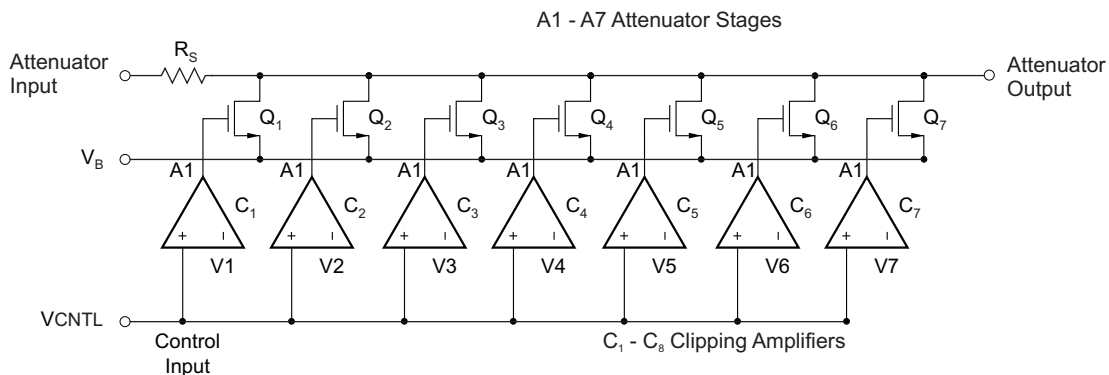 A1 - A7 Attenuator Stages
Attenuator
Input
R_S
Attenuator
Output
Q₁ Q₂ Q₃ Q₄ Q₅ Q₆ Q₇
V_B
A1 A1 A1 A1 A1 A1 A1
C₁ C₂ C₃ C₄ C₅ C₆ C₇
+ – + – + – + – + – + – + –
V1 V2 V3 V4 V5 V6 V7
VCNTL
Control
Input
C₁ - C₈ Clipping Amplifiers